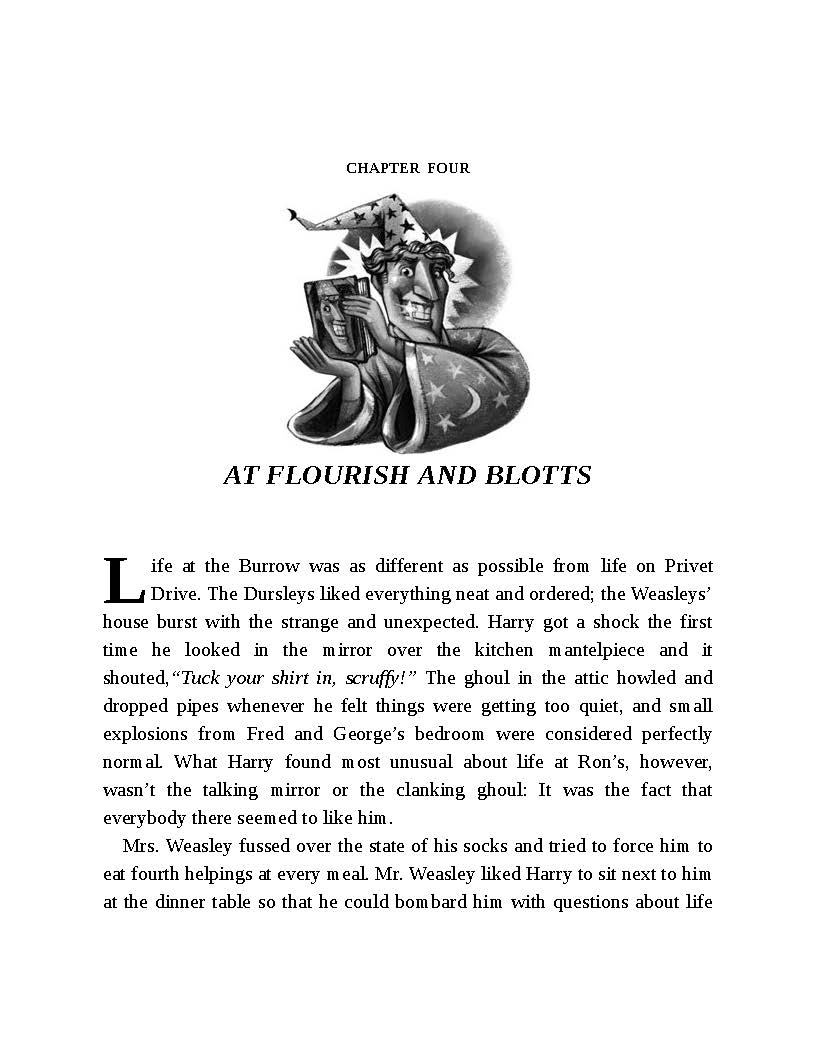 CHAPTER FOUR
AT FLOURISH AND BLOTTS
Life at the Burrow was as different as possible from life on Privet
Drive. The Dursleys liked everything neat and ordered; the Weasleys’
house burst with the strange and unexpected. Harry got a shock the first
time he looked in the mirror over the kitchen mantelpiece and it
shouted,“Tuck your shirt in, scruffy!” The ghoul in the attic howled and
dropped pipes whenever he felt things were getting too quiet, and small
explosions from Fred and George’s bedroom were considered perfectly
normal. What Harry found most unusual about life at Ron’s, however,
wasn’t the talking mirror or the clanking ghoul: It was the fact that
everybody there seemed to like him.
Mrs. Weasley fussed over the state of his socks and tried to force him to
eat fourth helpings at every meal. Mr. Weasley liked Harry to sit next to him
at the dinner table so that he could bombard him with questions about life